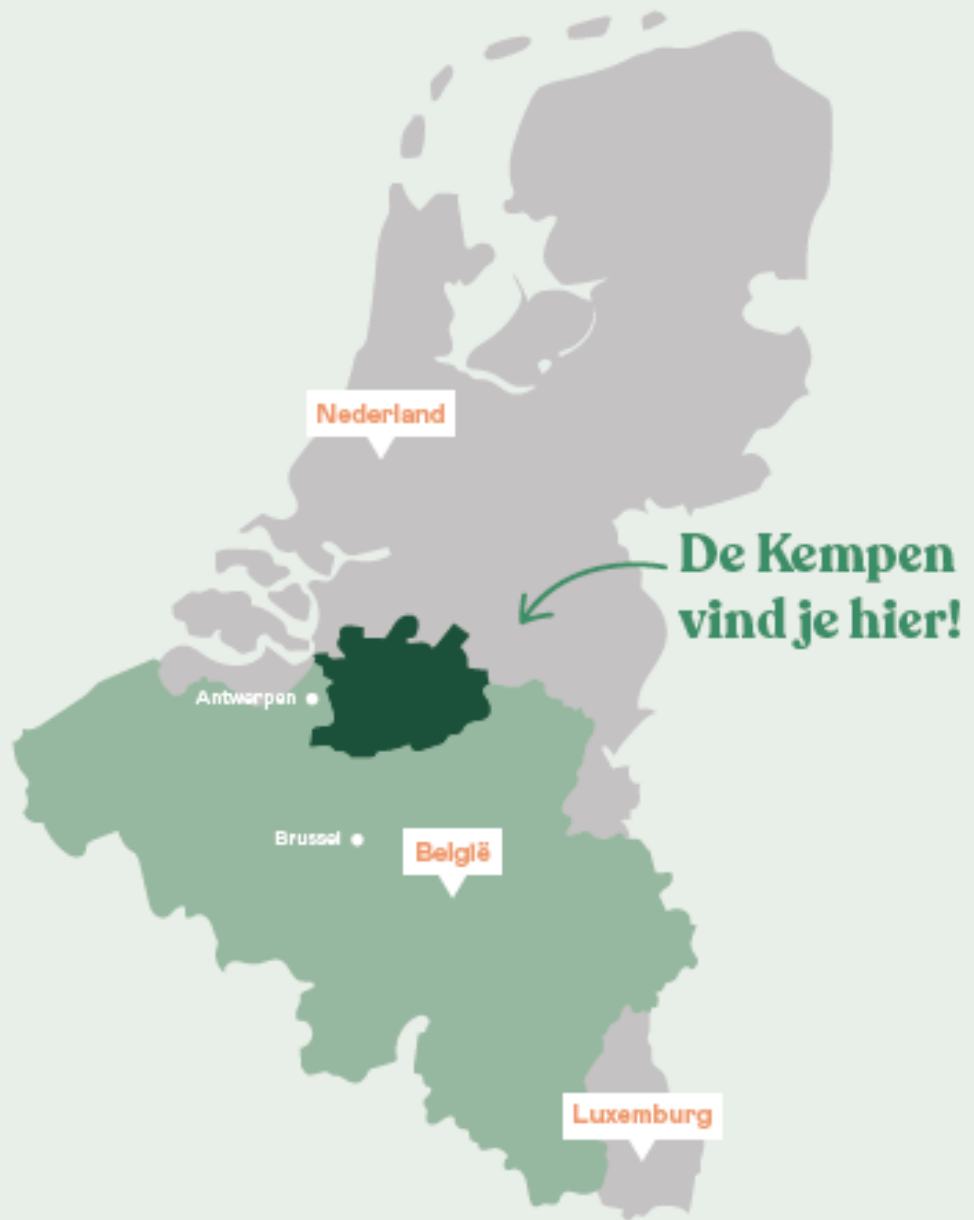 Nederland
De Kempen
vind je hier!
Antwerpen
Brussel
België
Luxemburg